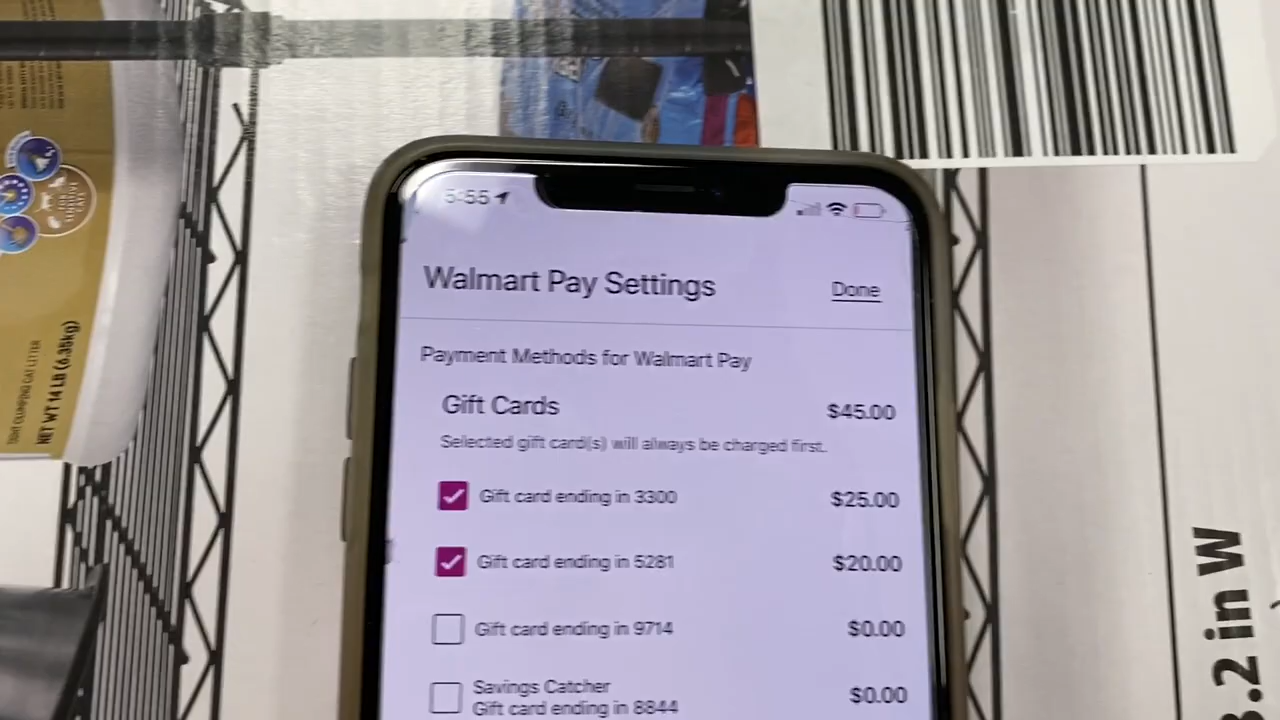 5:55
Walmart Pay Settings
Done
Payment Methods for Walmart Pay
Gift Cards
$45.00
Selected gift card(s) will always be charged first.
Gift card ending in 3300
$25.00
Gift card ending in 5281
$20.00
Gift card ending in 9714
$0.00
Savings Catcher
Gift card ending in 8844
$0.00
CLUMPING CAT LITTER
NET WT 14 LB (6.35kg)
.2 in W